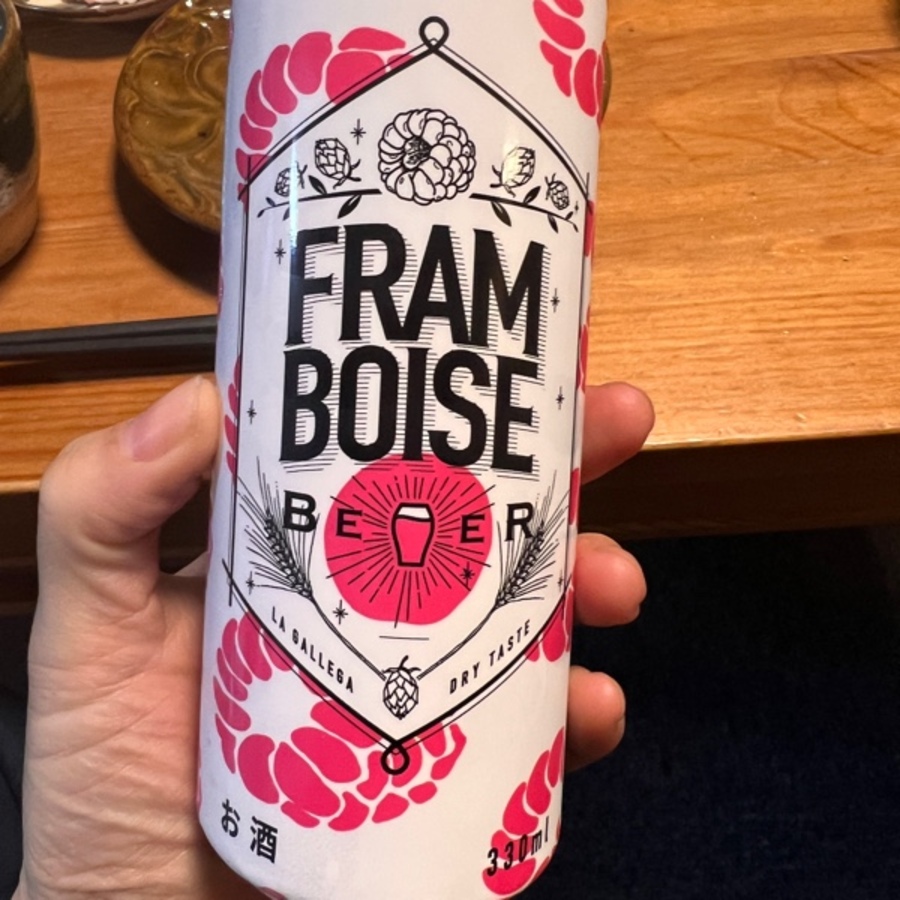 FRAM
BOISE
BEER
LA GALLEGA
DRY TASTE
お酒
330ml